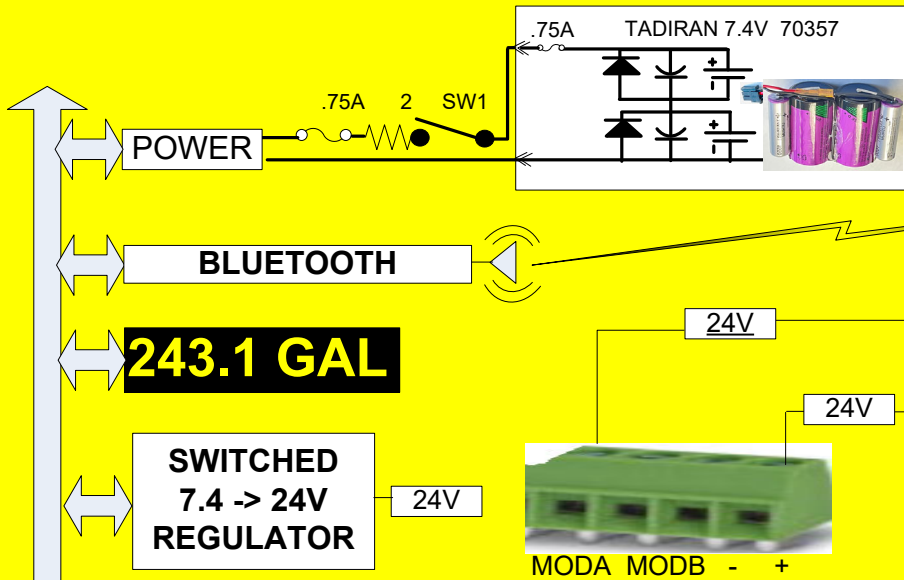 .75A TADIRAN 7.4V 70357
.75A 2 SW1
+
-
+
-
POWER
BLUETOOTH
24V
243.1 GAL
24V
SWITCHED
7.4 -> 24V
REGULATOR
24V
MODA MODB - +